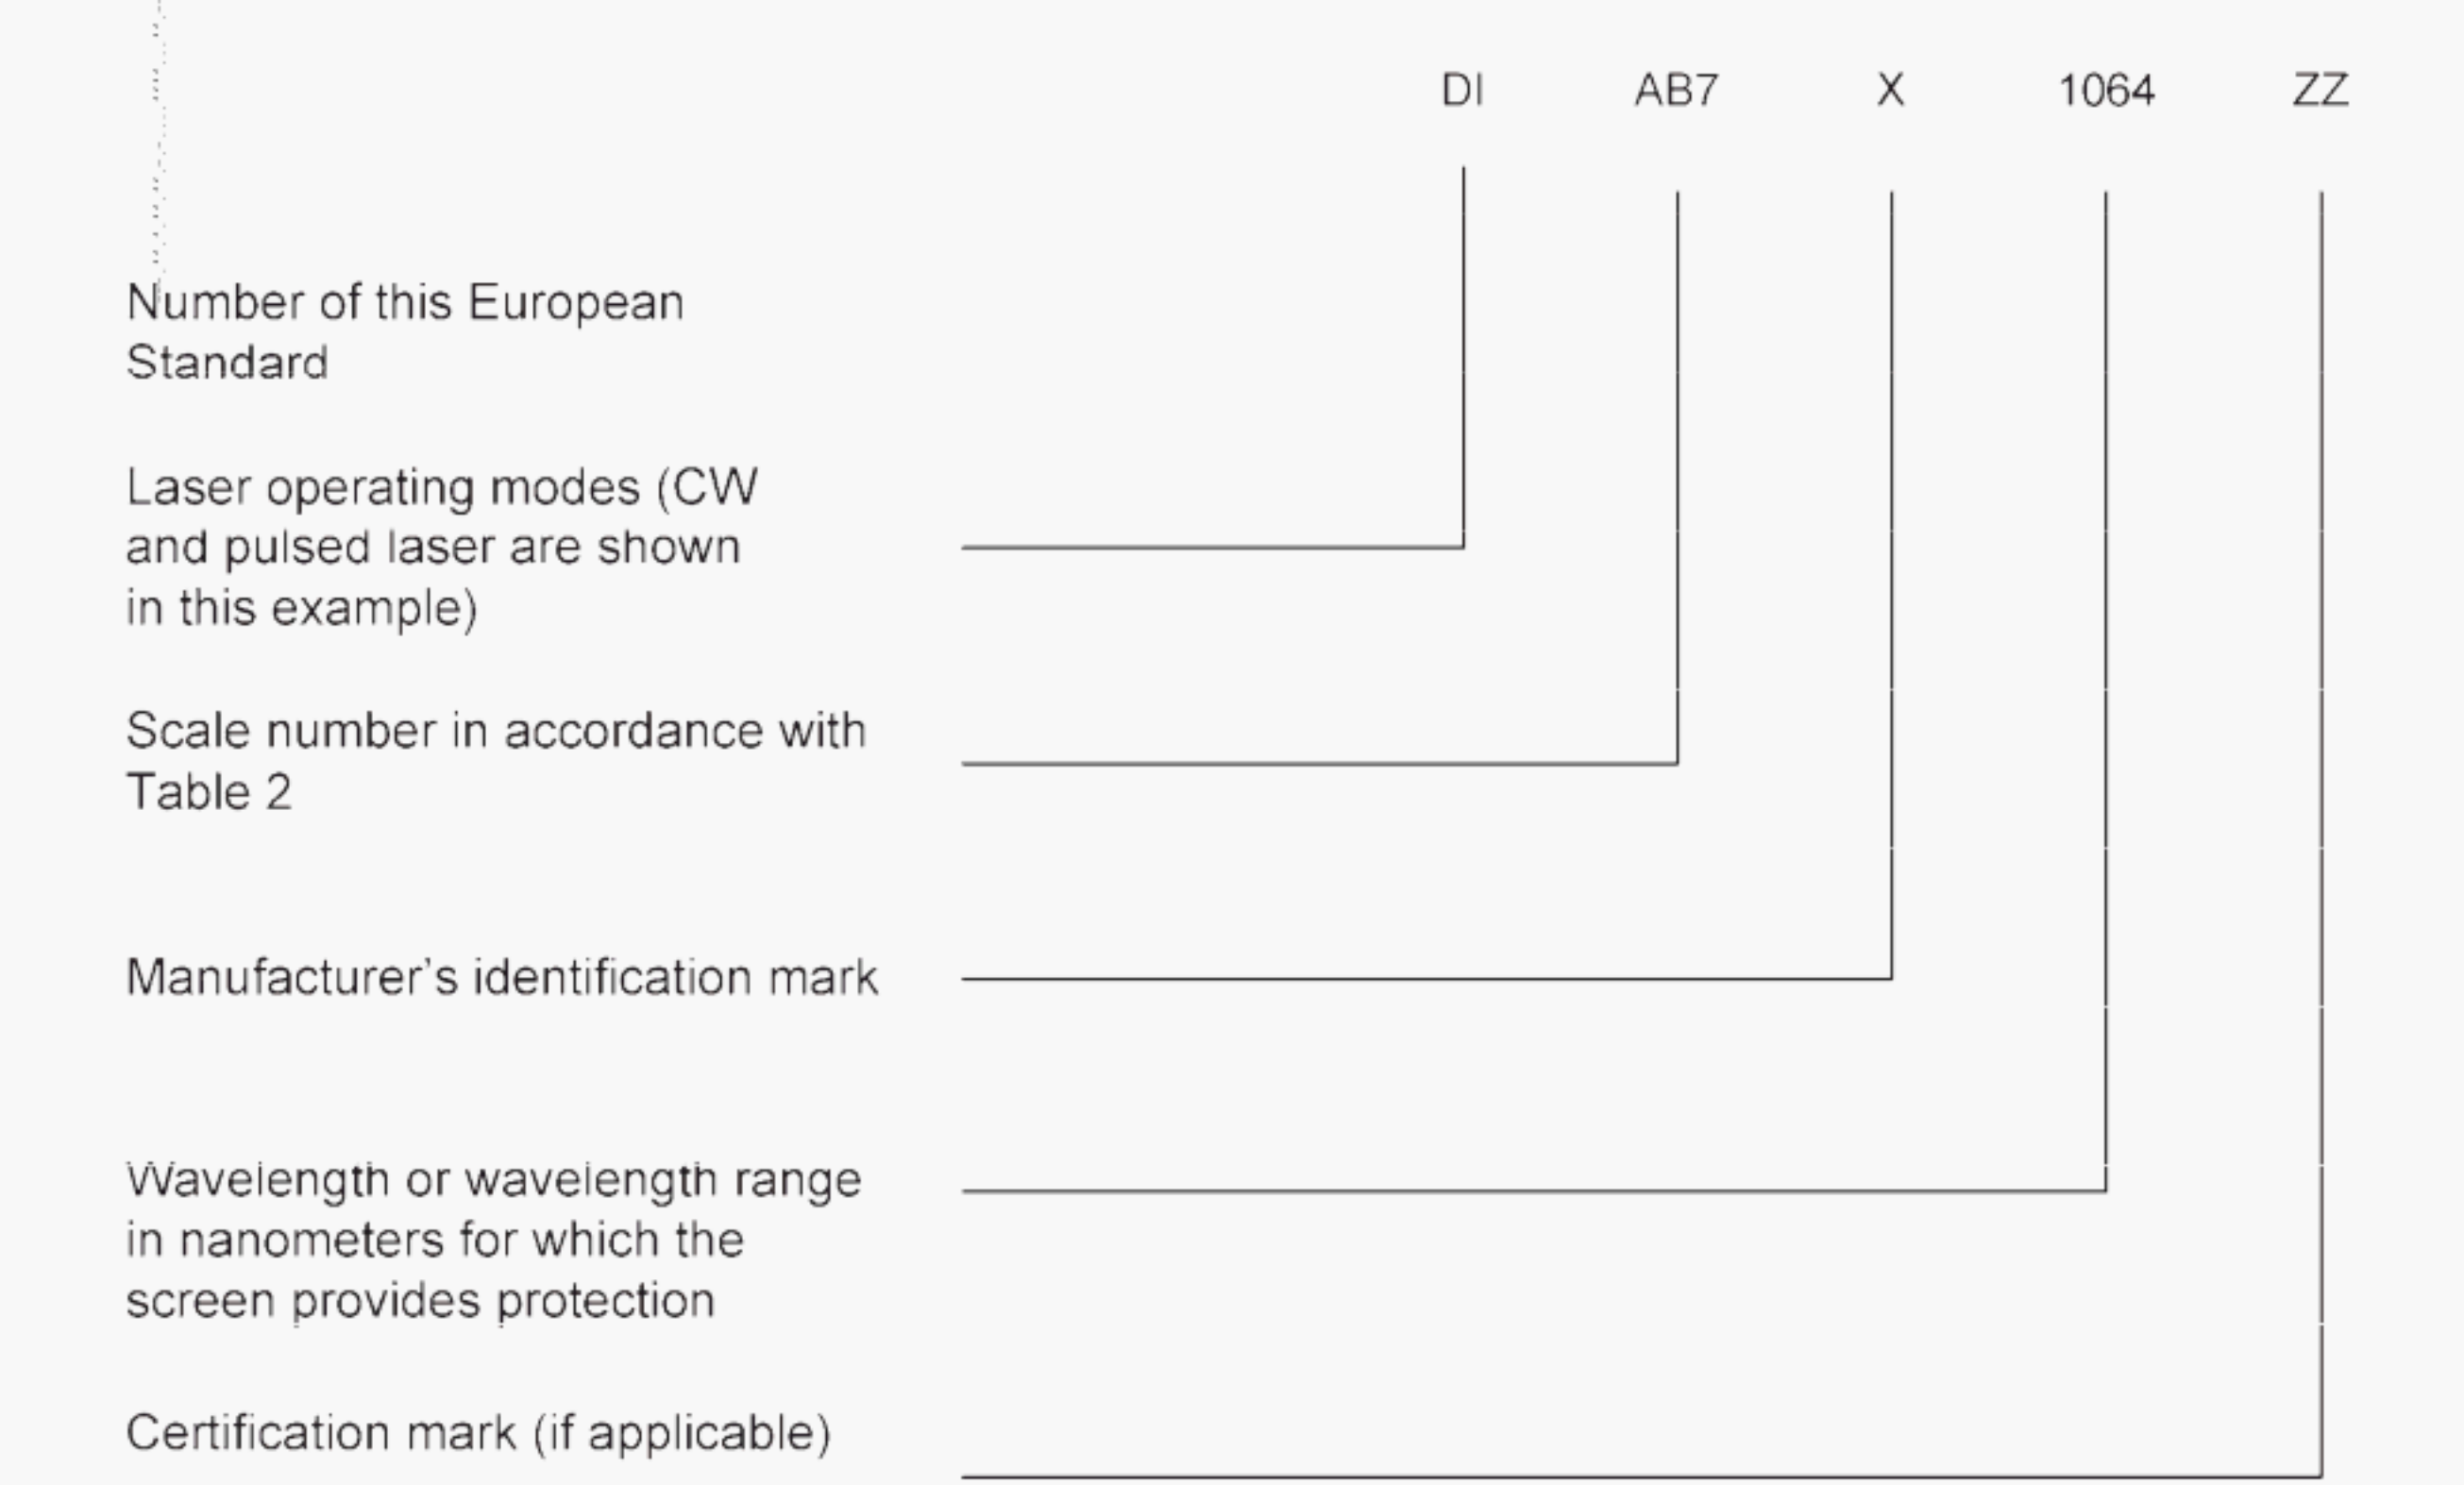 DI AB7 X 1064 ZZ
Number of this European
Standard
Laser operating modes (CW
and pulsed laser are shown
in this example)
Scale number in accordance with
Table 2
Manufacturer's identification mark
Wavelength or wavelength range
in nanometers for which the
screen provides protection
Certification mark (if applicable)